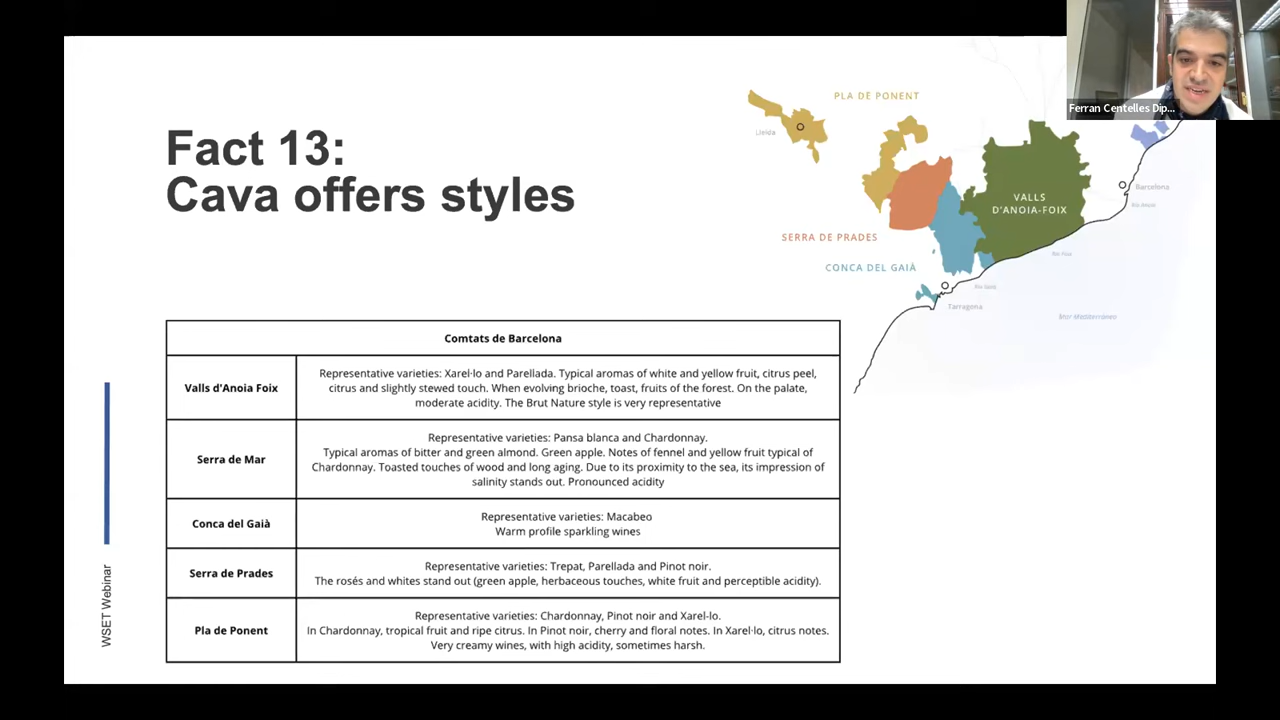 Ferran Centelles Dip...
Fact 13:
Cava offers styles
PLA DE PONENT
Lleida
VALLS
D'ANOIA-FOIX
Barcelona
SERRA DE PRADES
CONCA DEL GAIÀ
Río Foix
Tarragona
Mar Mediterráneo
Comtats de Barcelona
Valls d'Anoia Foix
Representative varieties: Xarel·lo and Parellada. Typical aromas of white and yellow fruit, citrus peel,
citrus and slightly stewed touch. When evolving brioche, toast, fruits of the forest. On the palate,
moderate acidity. The Brut Nature style is very representative
Serra de Mar
Representative varieties: Pansa blanca and Chardonnay.
Typical aromas of bitter and green almond. Green apple. Notes of fennel and yellow fruit typical of
Chardonnay. Toasted touches of wood and long aging. Due to its proximity to the sea, its impression of
salinity stands out. Pronounced acidity
Conca del Gaià
Representative varieties: Macabeo
Warm profile sparkling wines
Serra de Prades
Representative varieties: Trepat, Parellada and Pinot noir.
The rosés and whites stand out (green apple, herbaceous touches, white fruit and perceptible acidity).
Pla de Ponent
Representative varieties: Chardonnay, Pinot noir and Xarel-lo.
In Chardonnay, tropical fruit and ripe citrus. In Pinot noir, cherry and floral notes. In Xarel·lo, citrus notes.
Very creamy wines, with high acidity, sometimes harsh.
WSET Webinar